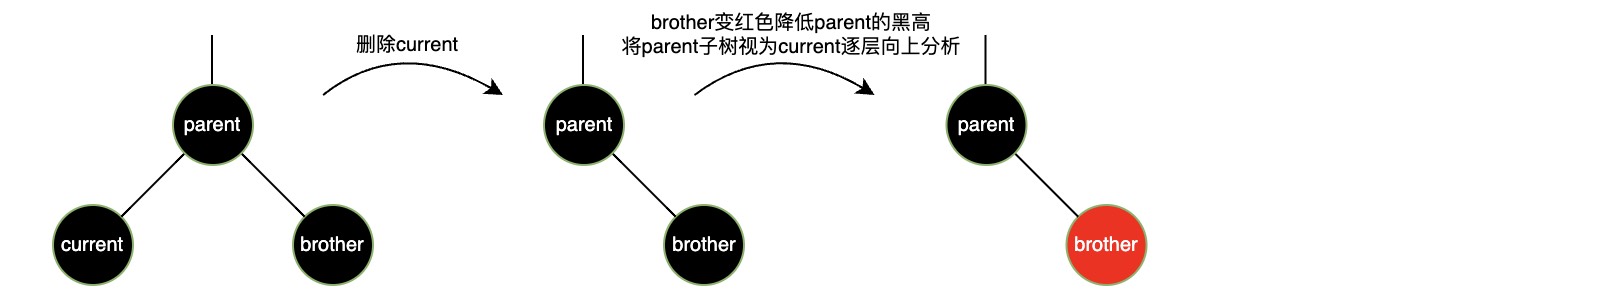 删除current
brother变红色降低parent的黑高
将parent子树视为current逐层向上分析
parent
parent
parent
current
brother
brother
brother